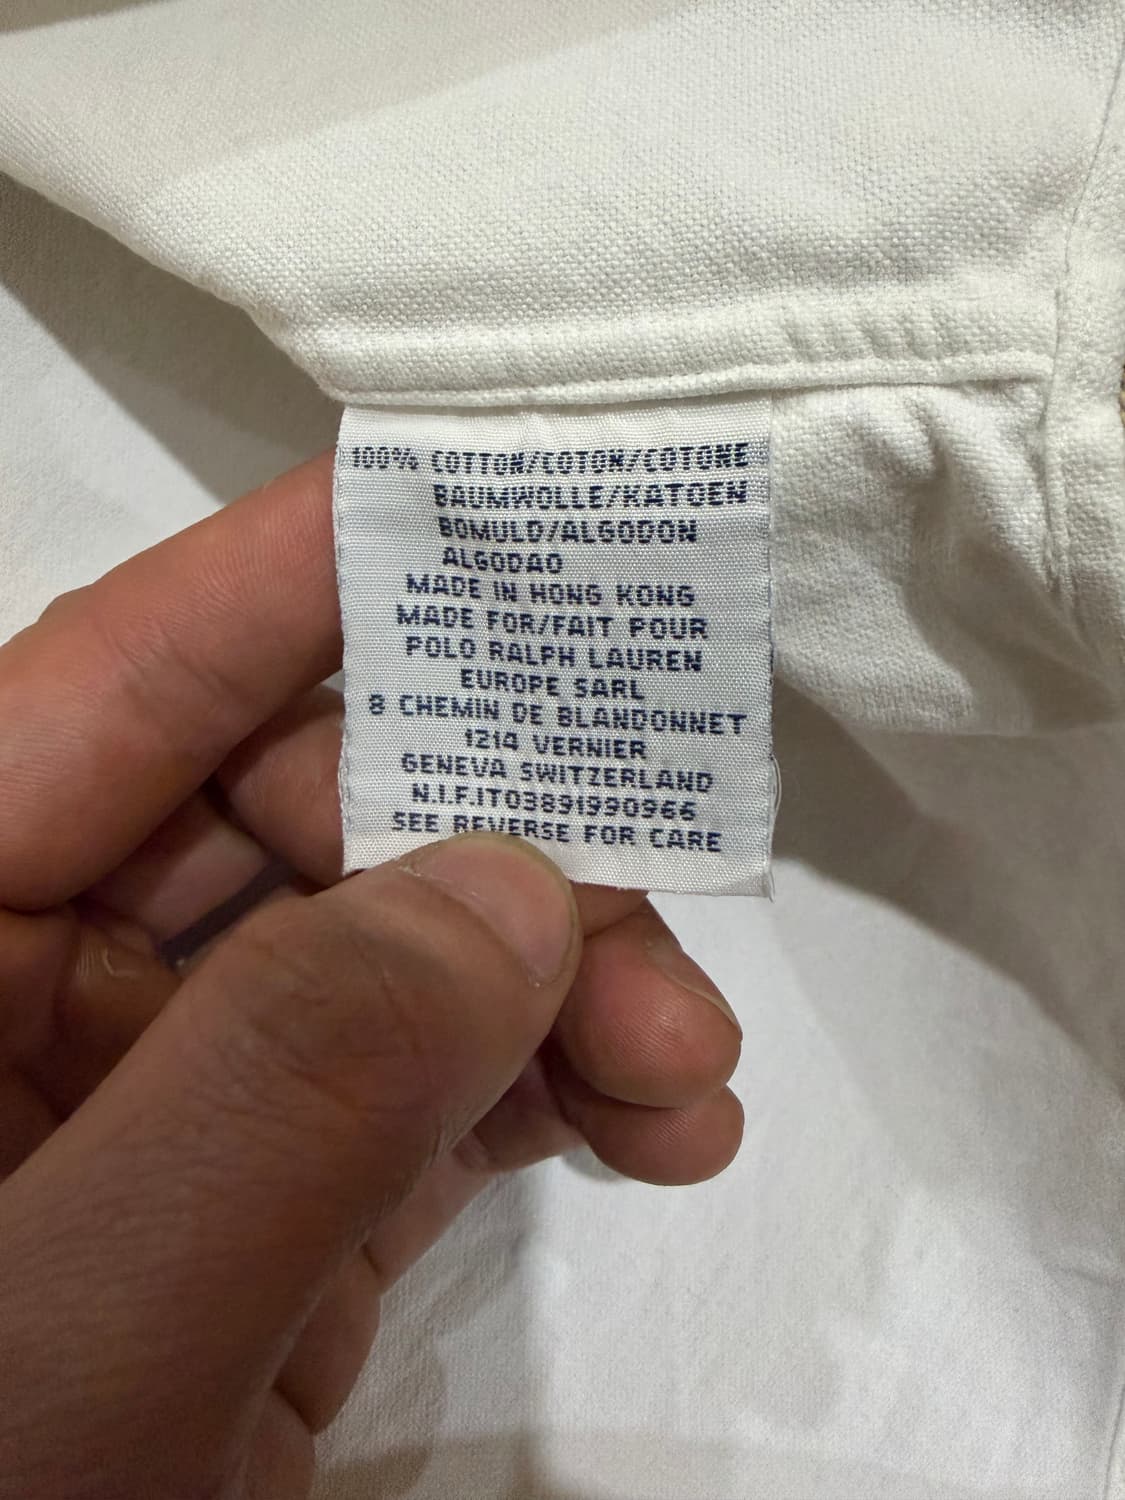 100% COTTON/COTON/COTONE
BAUMWOLLE/KATOEN
BOMULD/ALGODON
ALGODAO
MADE IN HONG KONG
MADE FOR/FAIT POUR
POLO RALPH LAUREN
EUROPE SARL
8 CHEMIN DE BLANDONNET
1214 VERNIER
GENEVA SWITZERLAND
N.I.F.IT03891990966
SEE REVERSE FOR CARE